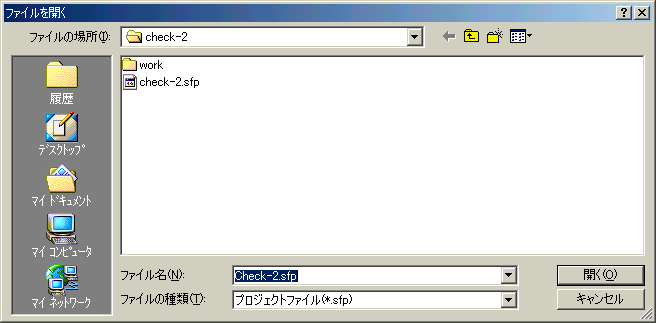 ファイルを開く
ファイルの場所(I):
check-2
work
check-2.sfp
履歴
デスクトップ
マイ ドキュメント
マイ コンピュータ
マイ ネットワーク
ファイル名(N):
Check-2.sfp
開く(O)
ファイルの種類(T):
プロジェクトファイル(*.sfp)
キャンセル